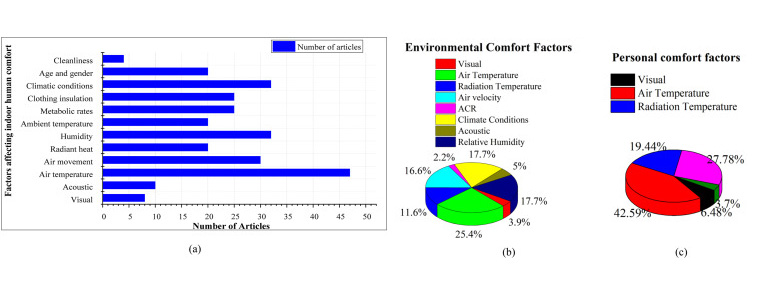 Number of articles
Factors affecting indoor human comfort
Cleanliness
Age and gender
Climatic conditions
Clothing insulation
Metabolic rates
Ambient temperature
Humidity
Radiant heat
Air movement
Air temperature
Acoustic
Visual
0 5 10 15 20 25 30 35 40 45 50
Number of Articles
(a)
Environmental Comfort Factors
Visual
Air Temperature
Radiation Temperature
Air velocity
ACR
Climate Conditions
Acoustic
Relative Humidity
2.2%
17.7%
5%
16.6%
17.7%
11.6%
3.9%
25.4%
(b)
Personal comfort factors
Visual
Air Temperature
Radiation Temperature
19.44%
27.78%
3.7%
42.59%
6.48%
(c)